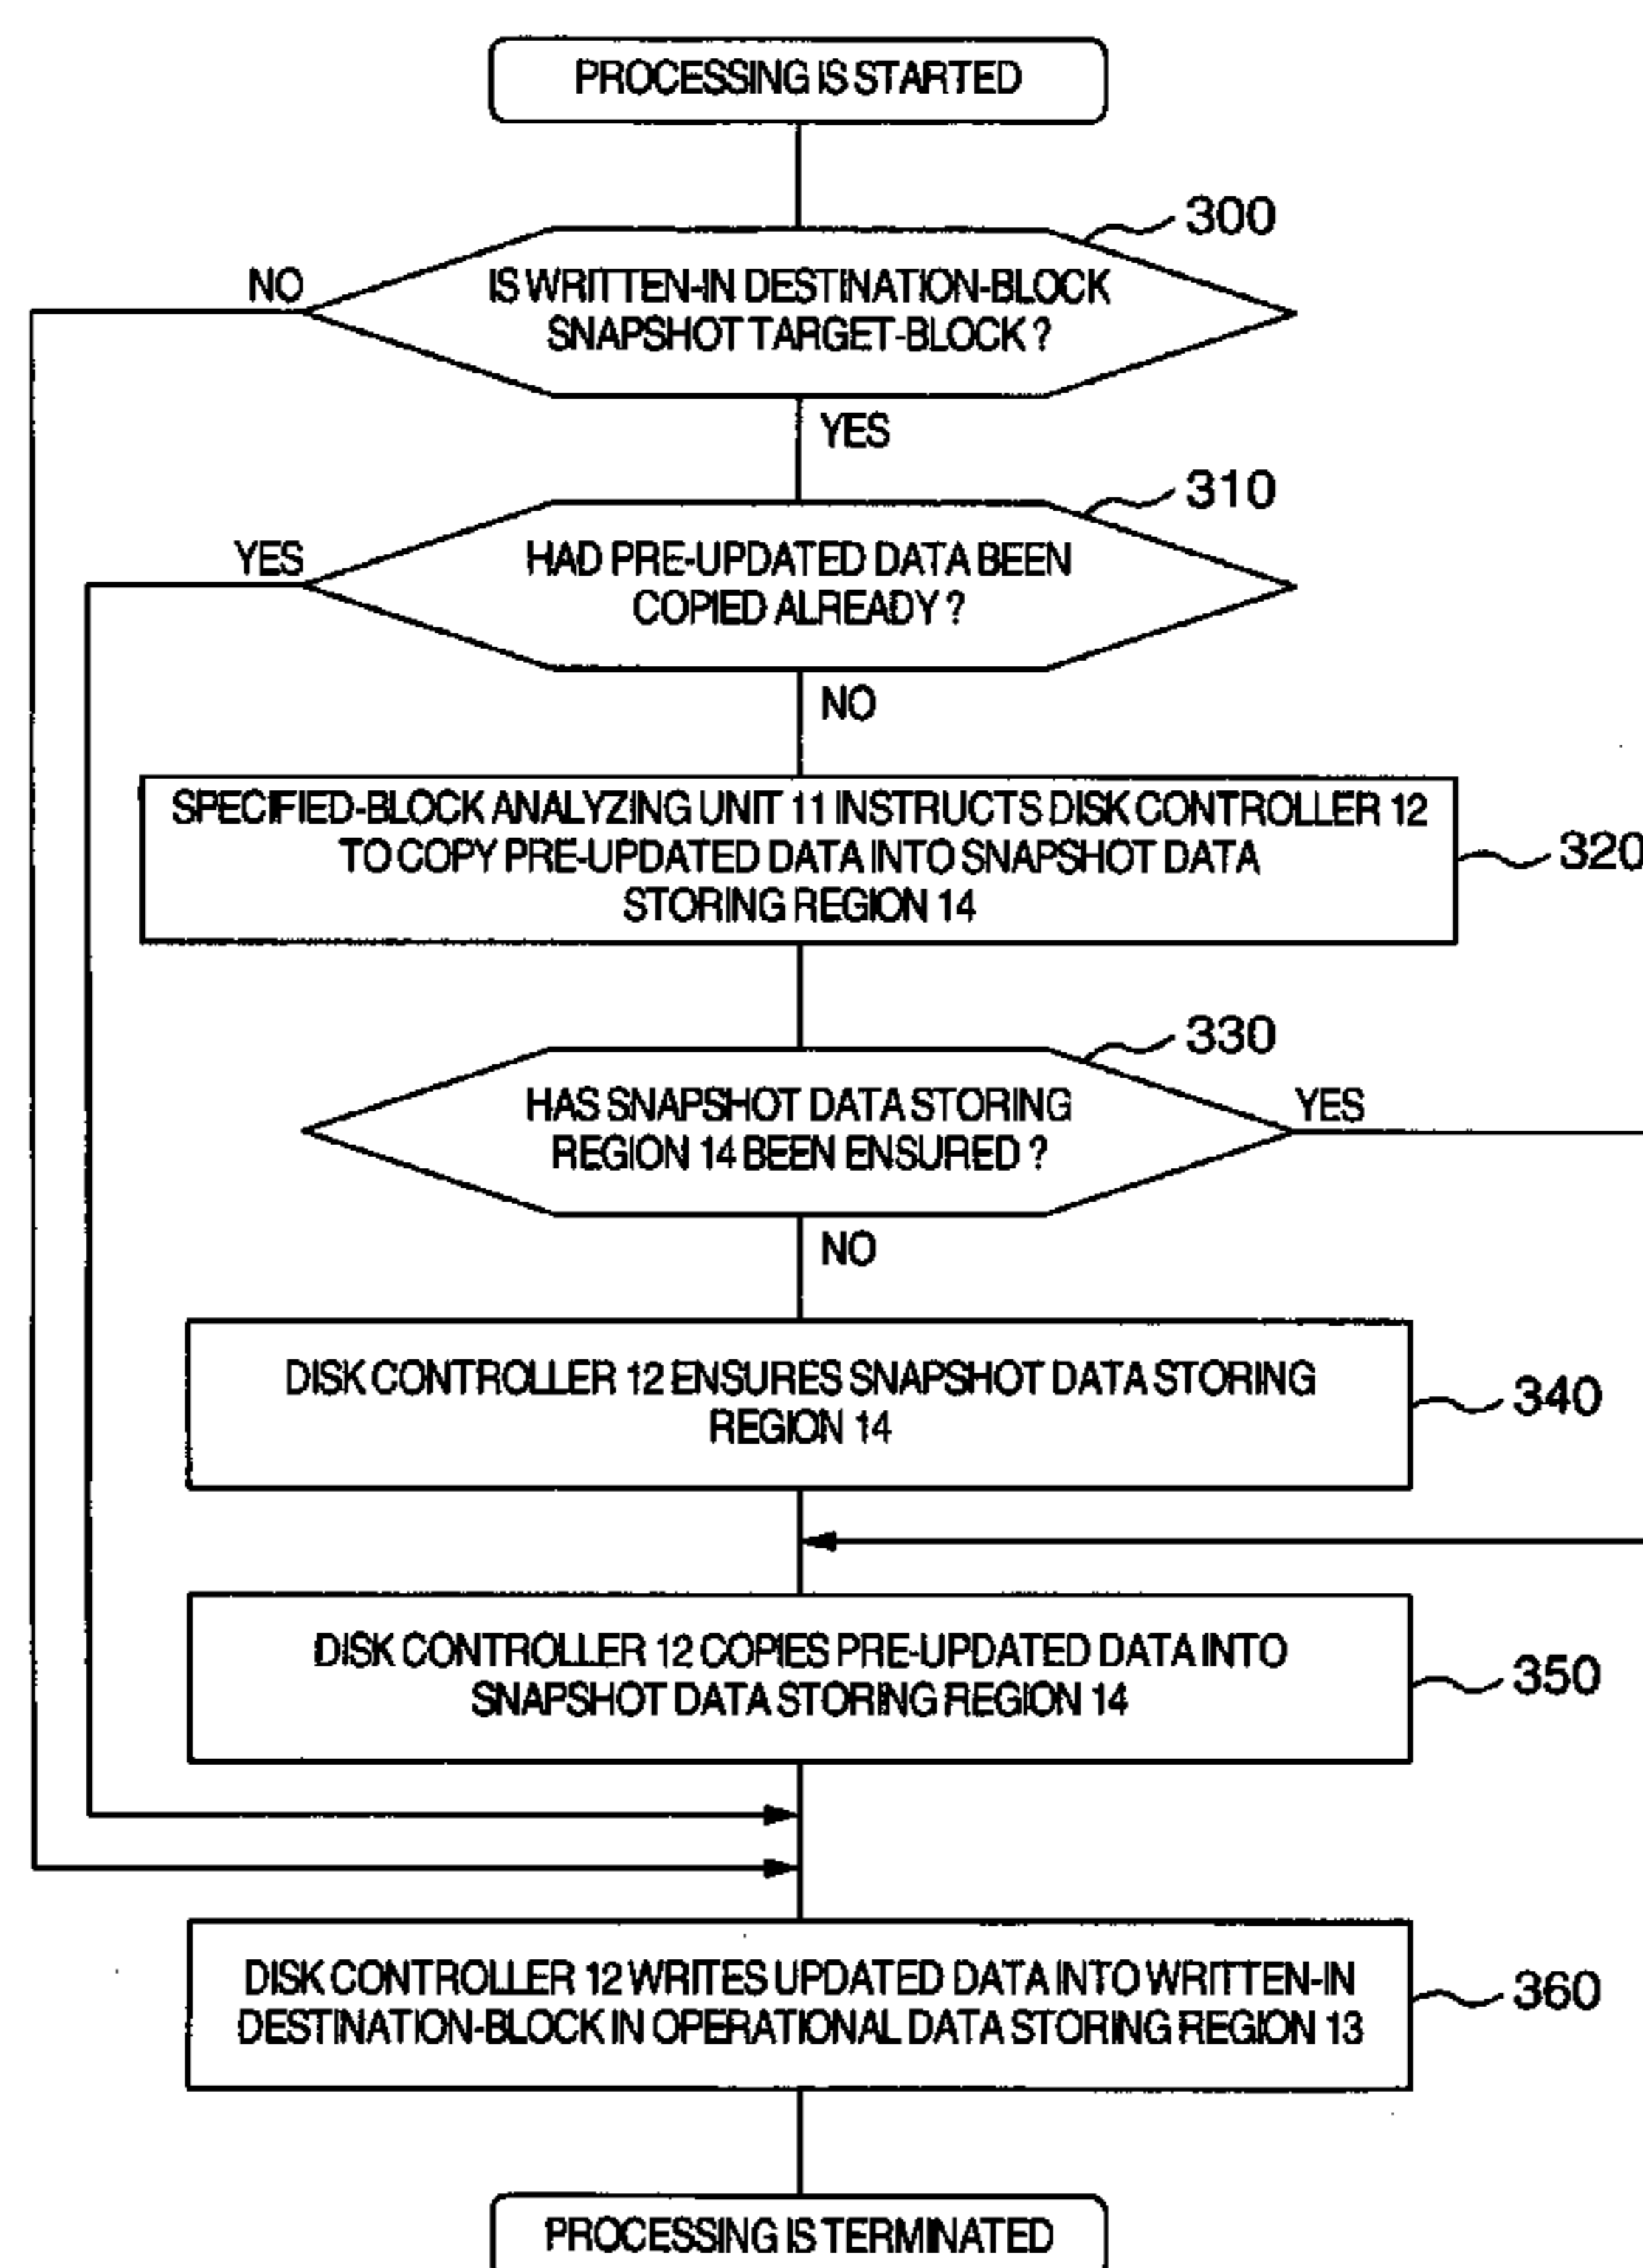 PROCESSING IS STARTED
300
NO
IS WRITTEN-IN DESTINATION-BLOCK
SNAPSHOT TARGET-BLOCK ?
YES
310
YES
HAD PRE-UPDATED DATA BEEN
COPIED ALREADY ?
NO
SPECIFIED-BLOCK ANALYZING UNIT 11 INSTRUCTS DISK CONTROLLER 12
TO COPY PRE-UPDATED DATA INTO SNAPSHOT DATA
STORING REGION 14
320
330
HAS SNAPSHOT DATA STORING
REGION 14 BEEN ENSURED ?
YES
NO
DISK CONTROLLER 12 ENSURES SNAPSHOT DATA STORING
REGION 14
340
DISK CONTROLLER 12 COPIES PRE-UPDATED DATA INTO
SNAPSHOT DATA STORING REGION 14
350
DISK CONTROLLER 12 WRITES UPDATED DATA INTO WRITTEN-IN
DESTINATION-BLOCK IN OPERATIONAL DATA STORING REGION 13
360
PROCESSING IS TERMINATED